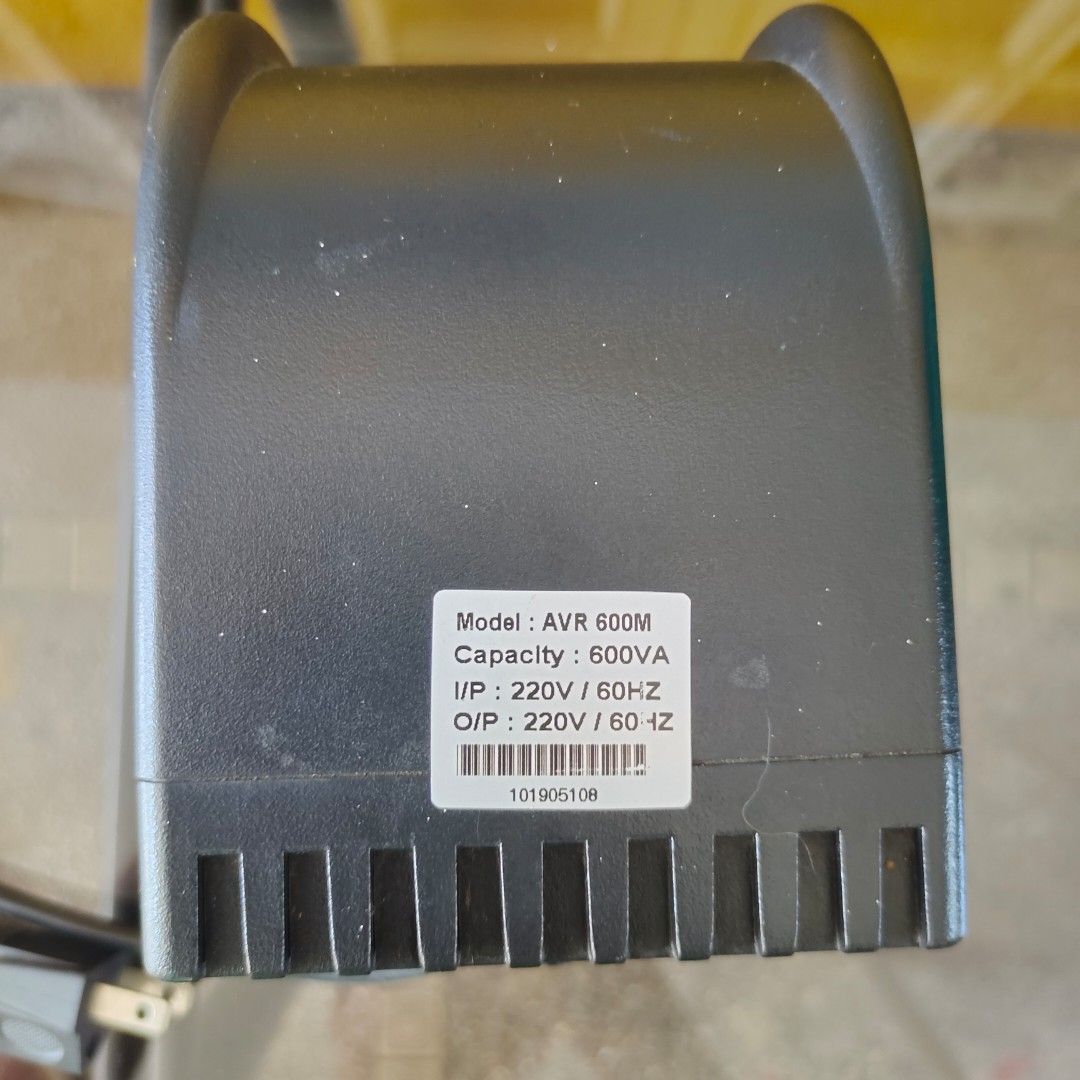 Model : AVR 600M
Capacity : 600VA
I/P : 220V / 60HZ
O/P : 220V / 60HZ
101905108